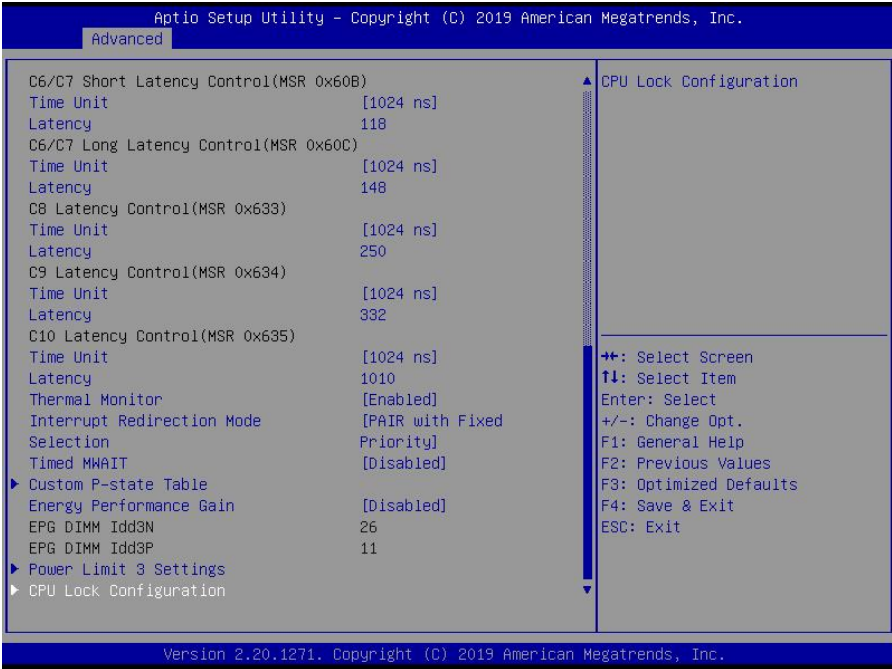 Aptio Setup Utility – Copyright (C) 2019 American Megatrends, Inc.
Advanced
C6/C7 Short Latency Control(MSR 0x60B)
Time Unit [1024 ns]
Latency 118
C6/C7 Long Latency Control(MSR 0x60C)
Time Unit [1024 ns]
Latency 148
C8 Latency Control(MSR 0x633)
Time Unit [1024 ns]
Latency 250
C9 Latency Control(MSR 0x634)
Time Unit [1024 ns]
Latency 332
C10 Latency Control(MSR 0x635)
Time Unit [1024 ns]
Latency 1010
Thermal Monitor [Enabled]
Interrupt Redirection Mode [PAIR with Fixed
Selection Priority]
Timed MWAIT [Disabled]
Custom P-state Table
Energy Performance Gain [Disabled]
EPG DIMM Idd3N 26
EPG DIMM Idd3P 11
Power Limit 3 Settings
CPU Lock Configuration
CPU Lock Configuration
→←: Select Screen
↑↓: Select Item
Enter: Select
+/-: Change Opt.
F1: General Help
F2: Previous Values
F3: Optimized Defaults
F4: Save & Exit
ESC: Exit
Version 2.20.1271. Copyright (C) 2019 American Megatrends, Inc.